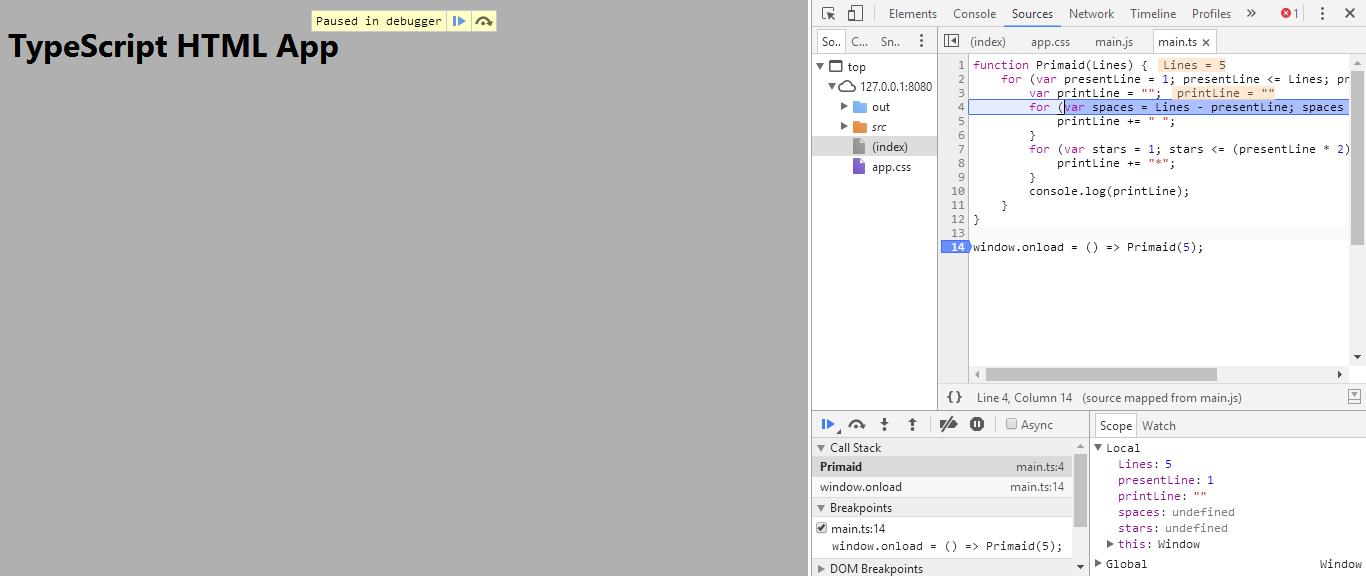 Paused in debugger
TypeScript HTML App
Elements Console Sources Network Timeline Profiles » 1
So.. C... Sn..
top
127.0.0.1:8080
out
src
(index)
app.css
(index) app.css main.js main.ts ×
1 function Primaid(Lines) { Lines = 5
2 for (var presentLine = 1; presentLine <= Lines; pr
3 var printLine = ""; printLine = ""
4 for (var spaces = Lines - presentLine; spaces
5 printLine += " ";
6 }
7 for (var stars = 1; stars <= (presentLine * 2)
8 printLine += "*";
9 }
10 console.log(printLine);
11 }
12 }
13
14 window.onload = () => Primaid(5);
{} Line 4, Column 14 (source mapped from main.js)
Async
Call Stack
Primaid main.ts:4
window.onload main.ts:14
Breakpoints
main.ts:14
window.onload = () => Primaid(5);
DOM Breakpoints
Scope Watch
Local
Lines: 5
presentLine: 1
printLine: ""
spaces: undefined
stars: undefined
this: Window
Global Window